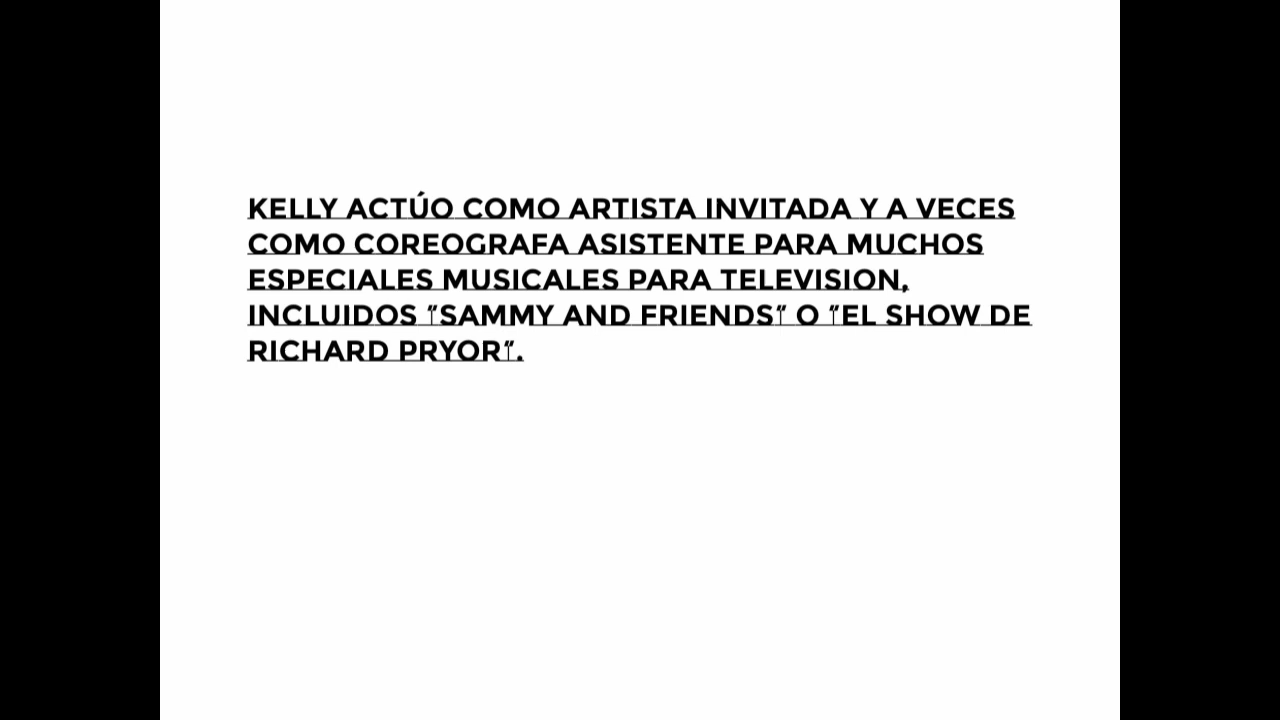 KELLY ACTÚO COMO ARTISTA INVITADA Y A VECES
COMO COREOGRAFA ASISTENTE PARA MUCHOS
ESPECIALES MUSICALES PARA TELEVISION,
INCLUIDOS "SAMMY AND FRIENDS" O "EL SHOW DE
RICHARD PRYOR".